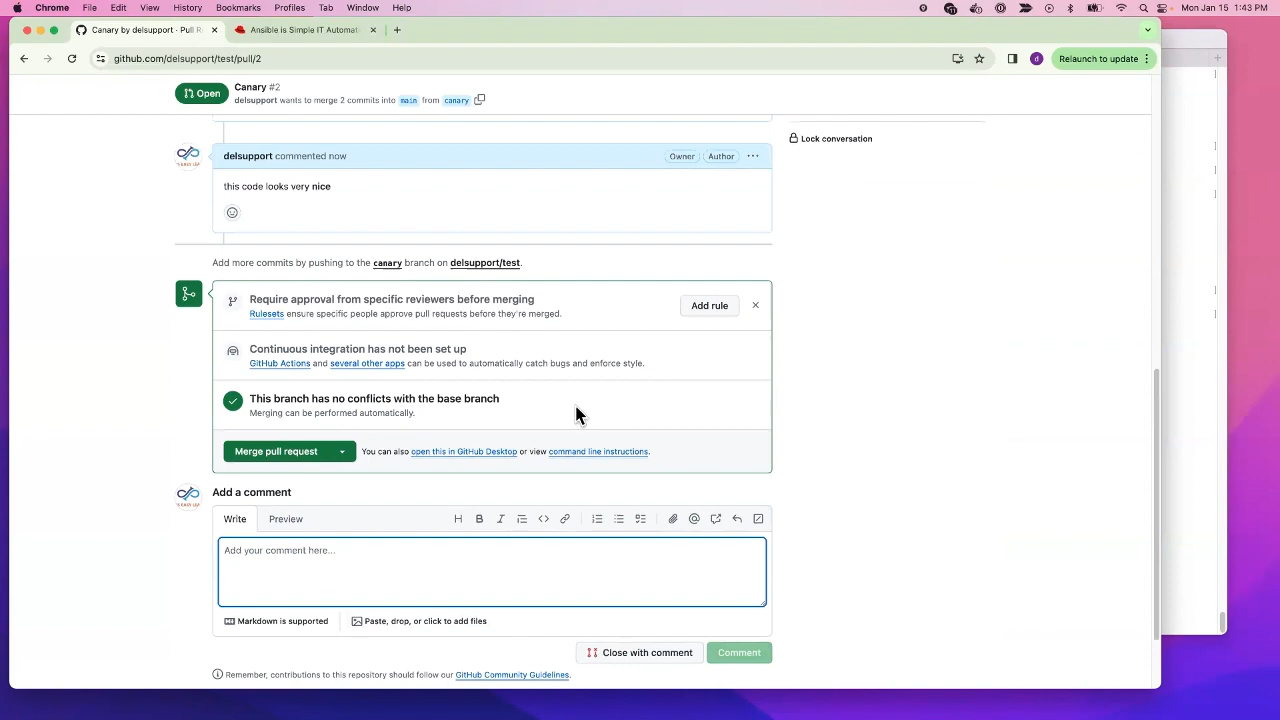 Chrome File Edit View History Bookmarks Profiles Tab Window Help Mon Jan 15 1:43 PM
Canary by delsupport · Pull R Ansible is Simple IT Automat
github.com/delsupport/test/pull/2 d Relaunch to update
Open Canary #2
delsupport wants to merge 2 commits into main from canary
Lock conversation
delsupport commented now Owner Author
this code looks very nice
Add more commits by pushing to the canary branch on delsupport/test.
Require approval from specific reviewers before merging
Rulesets ensure specific people approve pull requests before they're merged.
Add rule
Continuous integration has not been set up
GitHub Actions and several other apps can be used to automatically catch bugs and enforce style.
This branch has no conflicts with the base branch
Merging can be performed automatically.
Merge pull request You can also open this in GitHub Desktop or view command line instructions.
Add a comment
Write Preview
Add your comment here...
Markdown is supported Paste, drop, or click to add files
Close with comment Comment
Remember, contributions to this repository should follow our GitHub Community Guidelines.